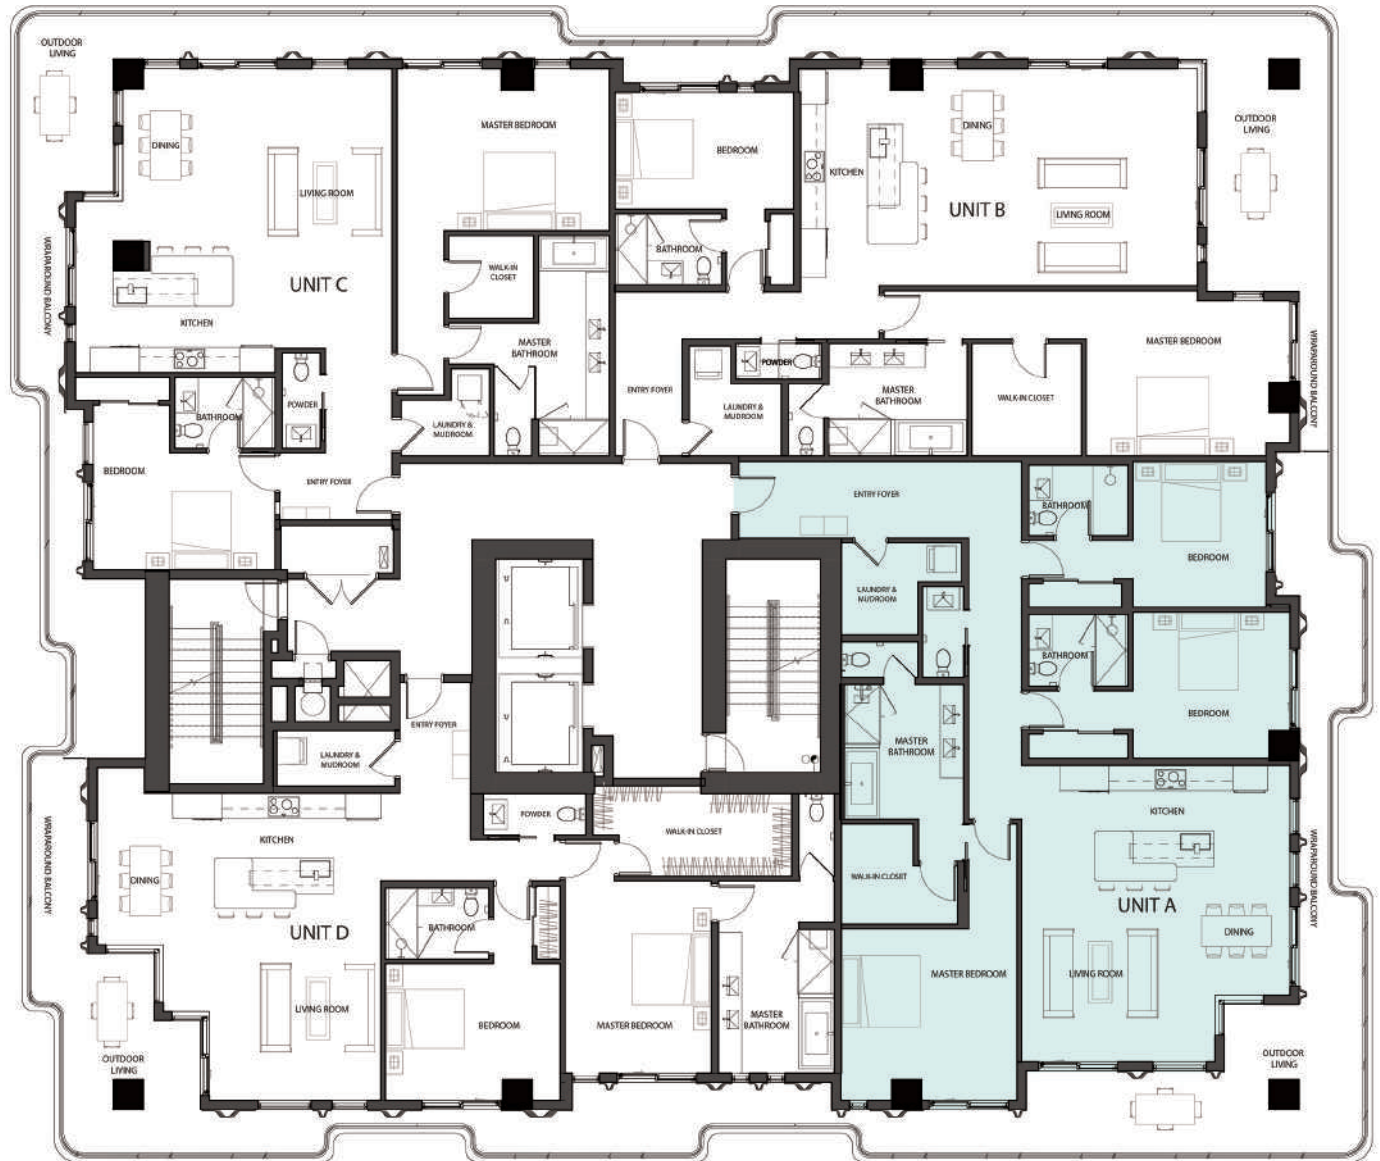 OUTDOOR
LIVING
DINING
LIVING ROOM
UNIT C
KITCHEN
WRAPAROUND BALCONY
MASTER BEDROOM
WALK-IN
CLOSET
MASTER
BATHROOM
POWDER
BATHROOM
LAUNDRY &
MUDROOM
BEDROOM
ENTRY FOYER
BEDROOM
BATHROOM
KITCHEN
DINING
UNIT B
LIVING ROOM
OUTDOOR
LIVING
MASTER BEDROOM
WRAPAROUND BALCONY
ENTRY FOYER
POWDER
LAUNDRY &
MUDROOM
MASTER
BATHROOM
WALK-IN CLOSET
ENTRY FOYER
BATHROOM
BEDROOM
LAUNDRY &
MUDROOM
BATHROOM
BEDROOM
MASTER
BATHROOM
WALK-IN CLOSET
KITCHEN
UNIT A
DINING
LIVING ROOM
MASTER BEDROOM
WRAPAROUND BALCONY
OUTDOOR
LIVING
ENTRY FOYER
LAUNDRY &
MUDROOM
POWDER
WALK-IN CLOSET
KITCHEN
DINING
UNIT D
BATHROOM
LIVING ROOM
BEDROOM
MASTER BEDROOM
MASTER
BATHROOM
WRAPAROUND BALCONY
OUTDOOR
LIVING